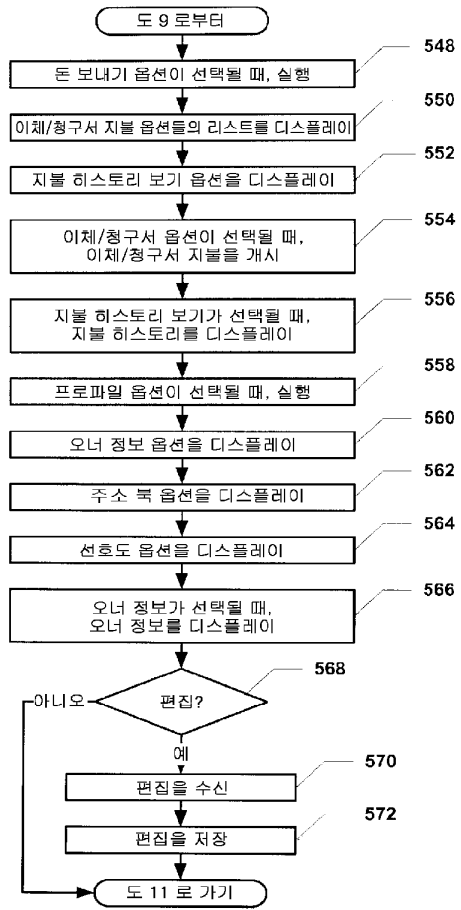 도 9 로부터
돈 보내기 옵션이 선택될 때, 실행
548
이체/청구서 지불 옵션들의 리스트를 디스플레이
550
지불 히스토리 보기 옵션을 디스플레이
552
이체/청구서 옵션이 선택될 때,
이체/청구서 지불을 개시
554
지불 히스토리 보기가 선택될 때,
지불 히스토리를 디스플레이
556
프로파일 옵션이 선택될 때, 실행
558
오너 정보 옵션을 디스플레이
560
주소 북 옵션을 디스플레이
562
선호도 옵션을 디스플레이
564
오너 정보가 선택될 때,
오너 정보를 디스플레이
566
편집?
568
아니오
예
편집을 수신
570
편집을 저장
572
도 11 로 가기